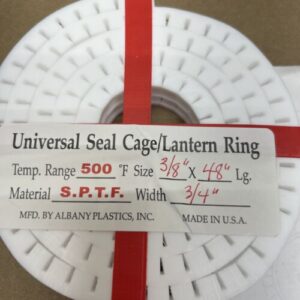 Universal Seal Cage/Lantern Ring
Temp. Range 500 °F Size 3/8" X 48" Lg.
Material S.P.T.F. Width 3/4"
MFD. BY ALBANY PLASTICS, INC. MADE IN U.S.A.